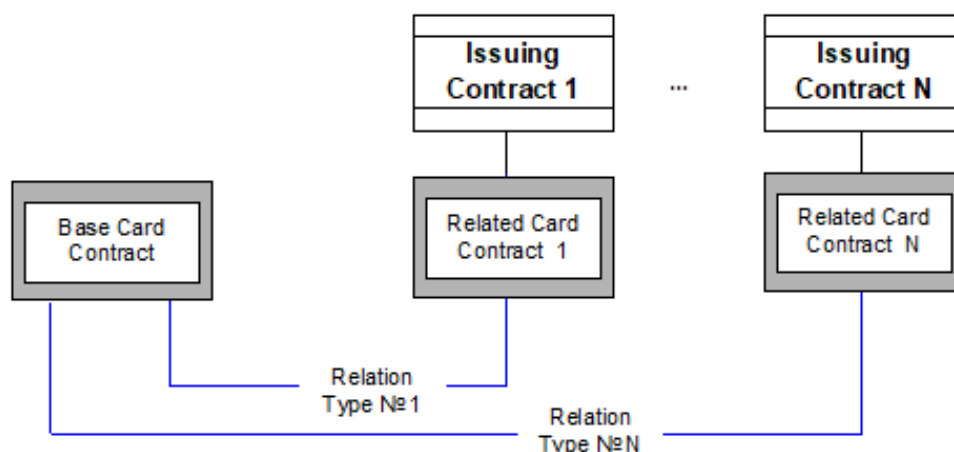 Issuing
Contract 1
...
Issuing
Contract N
Base Card
Contract
Related Card
Contract 1
Related Card
Contract N
Relation
Type №1
Relation
Type №N